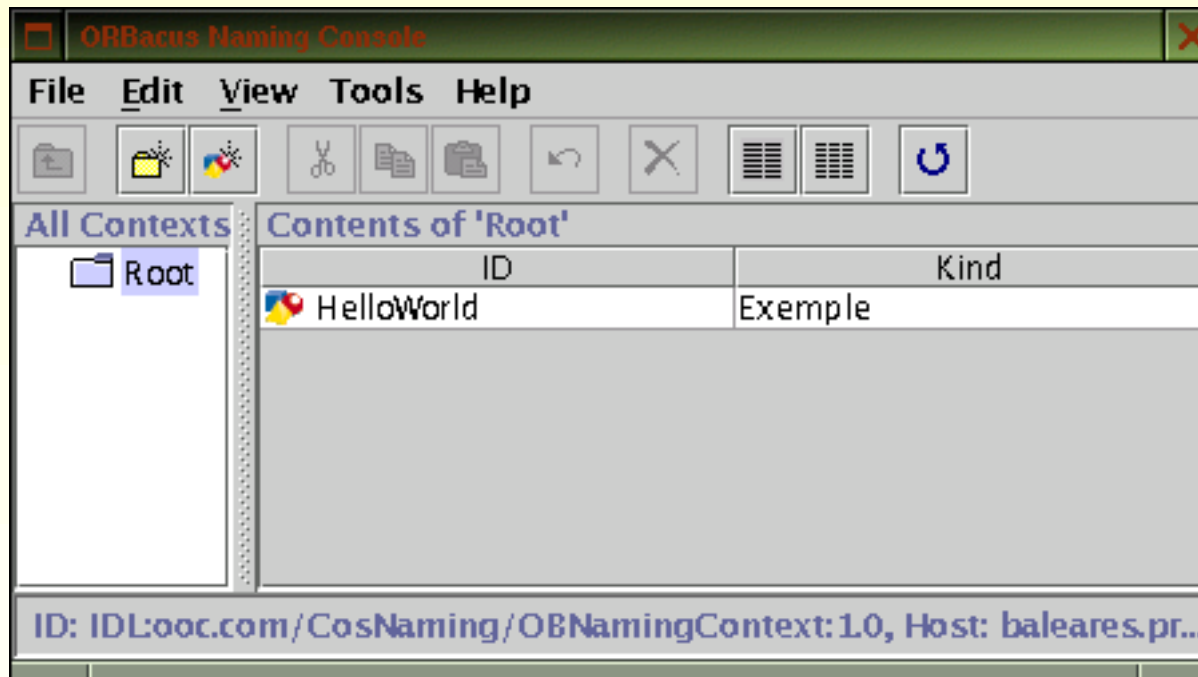 ORBacus Naming Console
File Edit View Tools Help
All Contexts
Contents of 'Root'
Root
ID Kind
HelloWorld Exemple
ID: IDL:ooc.com/CosNaming/OBNamingContext:1.0, Host: baleares.pr...